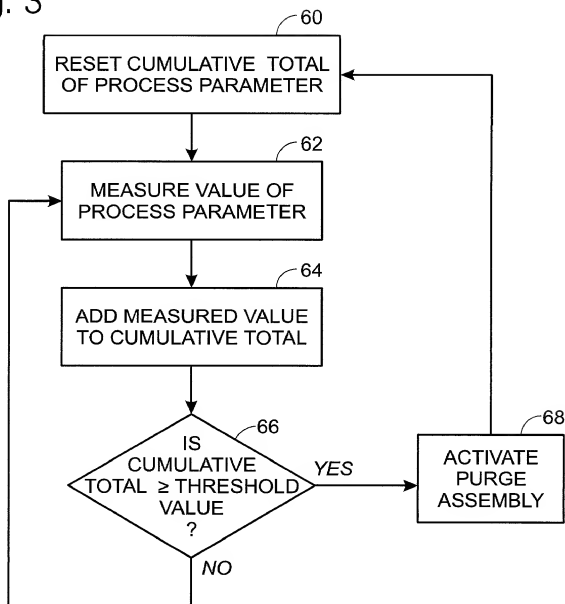 60
RESET CUMULATIVE TOTAL
OF PROCESS PARAMETER
62
MEASURE VALUE OF
PROCESS PARAMETER
64
ADD MEASURED VALUE
TO CUMULATIVE TOTAL
66
IS
CUMULATIVE
TOTAL ≥ THRESHOLD
VALUE
?
YES
68
ACTIVATE
PURGE
ASSEMBLY
NO